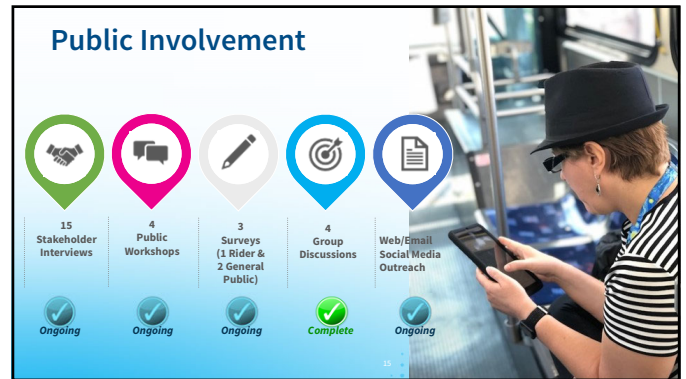 Public Involvement
15
Stakeholder
Interviews
4
Public
Workshops
3
Surveys
(1 Rider &
2 General
Public)
4
Group
Discussions
Web/Email
Social Media
Outreach
Ongoing
Ongoing
Ongoing
Complete
Ongoing
15